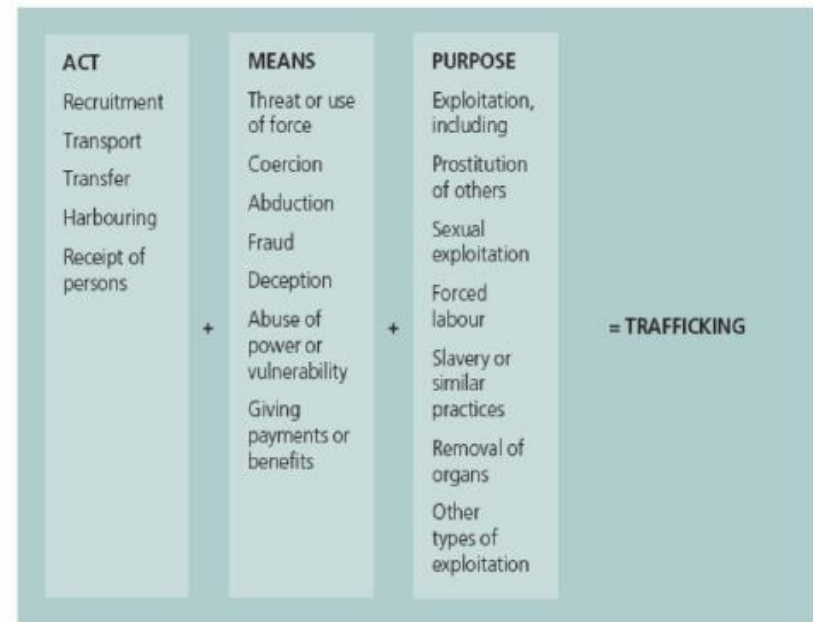 ACT
Recruitment
Transport
Transfer
Harbouring
Receipt of
persons
+
MEANS
Threat or use
of force
Coercion
Abduction
Fraud
Deception
Abuse of
power or
vulnerability
Giving
payments or
benefits
+
PURPOSE
Exploitation,
including
Prostitution
of others
Sexual
exploitation
Forced
labour
Slavery or
similar
practices
Removal of
organs
Other
types of
exploitation
= TRAFFICKING